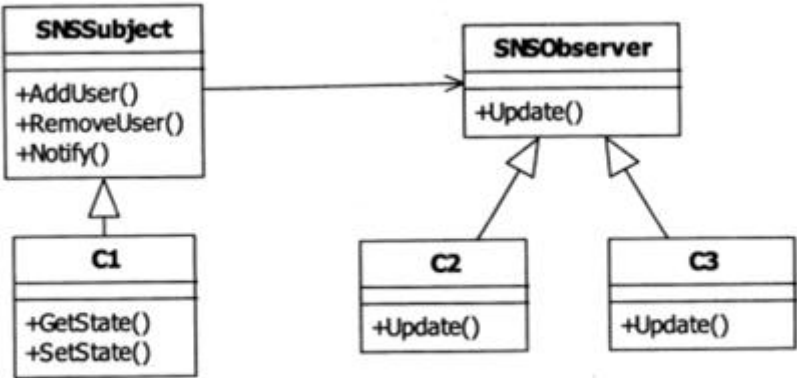 SNSSubject
+AddUser()
+RemoveUser()
+Notify()
SNSObserver
+Update()
C1
+GetState()
+SetState()
C2
+Update()
C3
+Update()